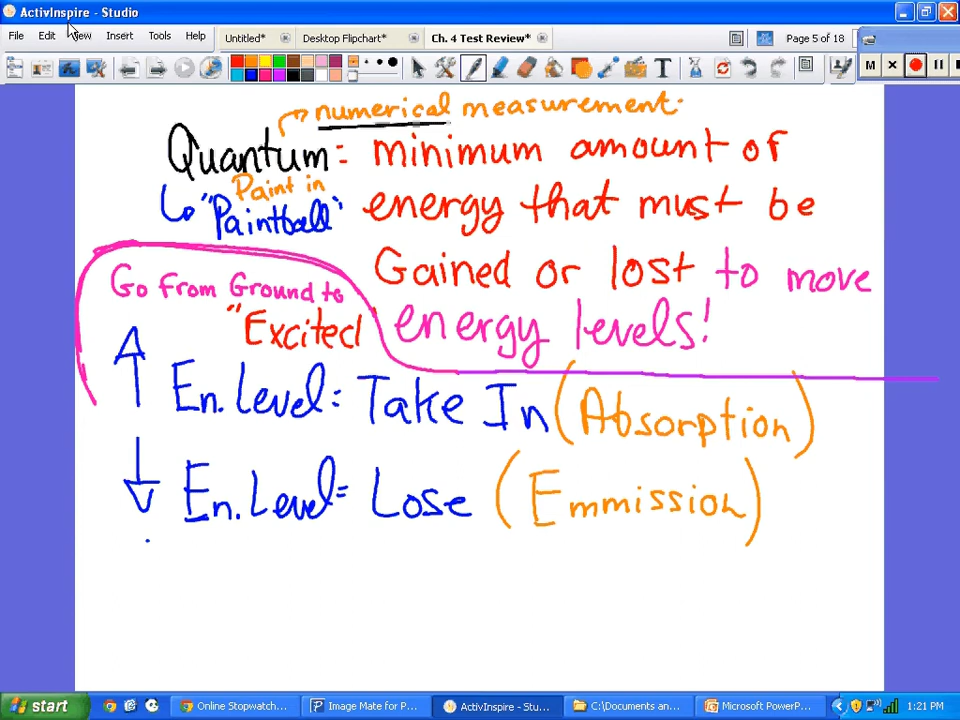 ActivInspire - Studio
File Edit View Insert Tools Help
Untitled* Desktop Flipchart* Ch. 4 Test Review* Page 5 of 18
M
numerical measurement.
Quantum = minimum amount of
Paint in
"Paintball" energy that must be
Gained or lost to move
Go from Ground to
"Excited energy levels!
En. Level = Take In (Absorption)
En. Level = Lose (Emmission)
start Online Stopwatch... Image Mate for P... ActivInspire - Stu... C:\Documents an... Microsoft PowerP... 1:21 PM